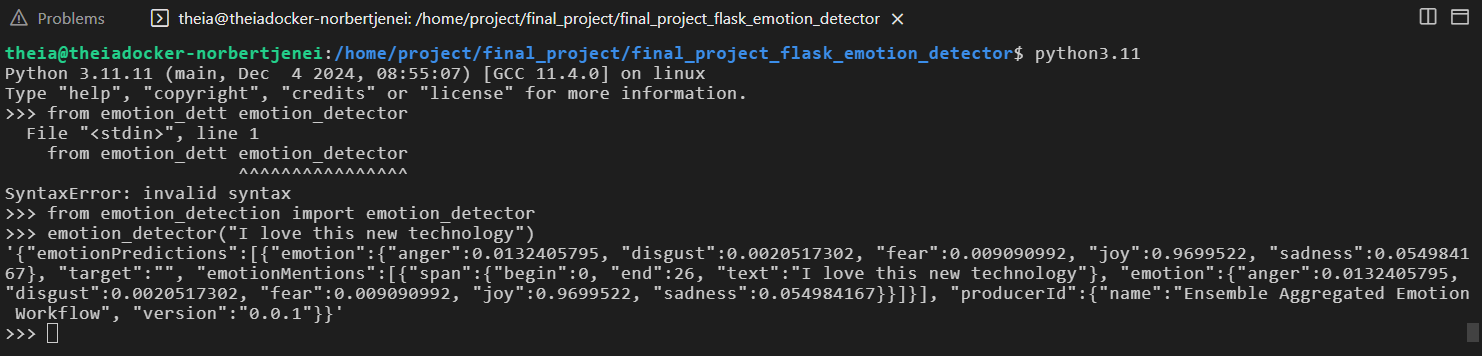 Problems
theia@theiadocker-norbertjenei: /home/project/final_project/final_project_flask_emotion_detector
theia@theiadocker-norbertjenei:/home/project/final_project/final_project_flask_emotion_detector$ python3.11
Python 3.11.11 (main, Dec  4 2024, 08:55:07) [GCC 11.4.0] on linux
Type "help", "copyright", "credits" or "license" for more information.
>>> from emotion_dett emotion_detector
  File "<stdin>", line 1
    from emotion_dett emotion_detector
                      ^^^^^^^^^^^^^^^^
SyntaxError: invalid syntax
>>> from emotion_detection import emotion_detector
>>> emotion_detector("I love this new technology")
'{"emotionPredictions":[{"emotion":{"anger":0.0132405795, "disgust":0.0020517302, "fear":0.009090992, "joy":0.9699522, "sadness":0.0549841
67}, "target":"", "emotionMentions":[{"span":{"begin":0, "end":26, "text":"I love this new technology"}, "emotion":{"anger":0.0132405795,
"disgust":0.0020517302, "fear":0.009090992, "joy":0.9699522, "sadness":0.054984167}}]}], "producerId":{"name":"Ensemble Aggregated Emotion
 Workflow", "version":"0.0.1"}}'
>>>